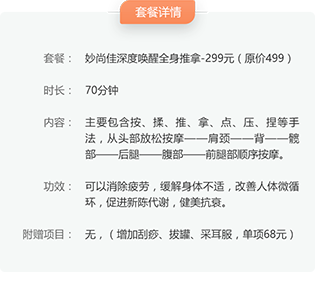 套餐详情
套餐： 妙尚佳深度唤醒全身推拿-299元（原价499）
时长： 70分钟
内容： 主要包含按、揉、推、拿、点、压、捏等手
法，从头部放松按摩——肩颈——背——髋
部——后腿——腹部——前腿部顺序按摩。
功效： 可以消除疲劳，缓解身体不适，改善人体微循
环，促进新陈代谢，健美抗衰。
附赠项目： 无，（增加刮痧、拔罐、采耳服，单项68元）